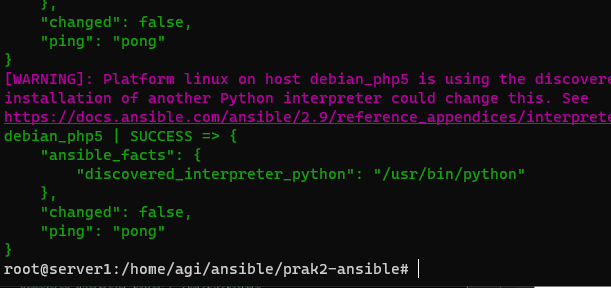 },
    "changed": false,
    "ping": "pong"
}
[WARNING]: Platform linux on host debian_php5 is using the discovere
installation of another Python interpreter could change this. See
https://docs.ansible.com/ansible/2.9/reference_appendices/interprete
debian_php5 | SUCCESS => {
    "ansible_facts": {
        "discovered_interpreter_python": "/usr/bin/python"
    },
    "changed": false,
    "ping": "pong"
}
root@server1:/home/agi/ansible/prak2-ansible#